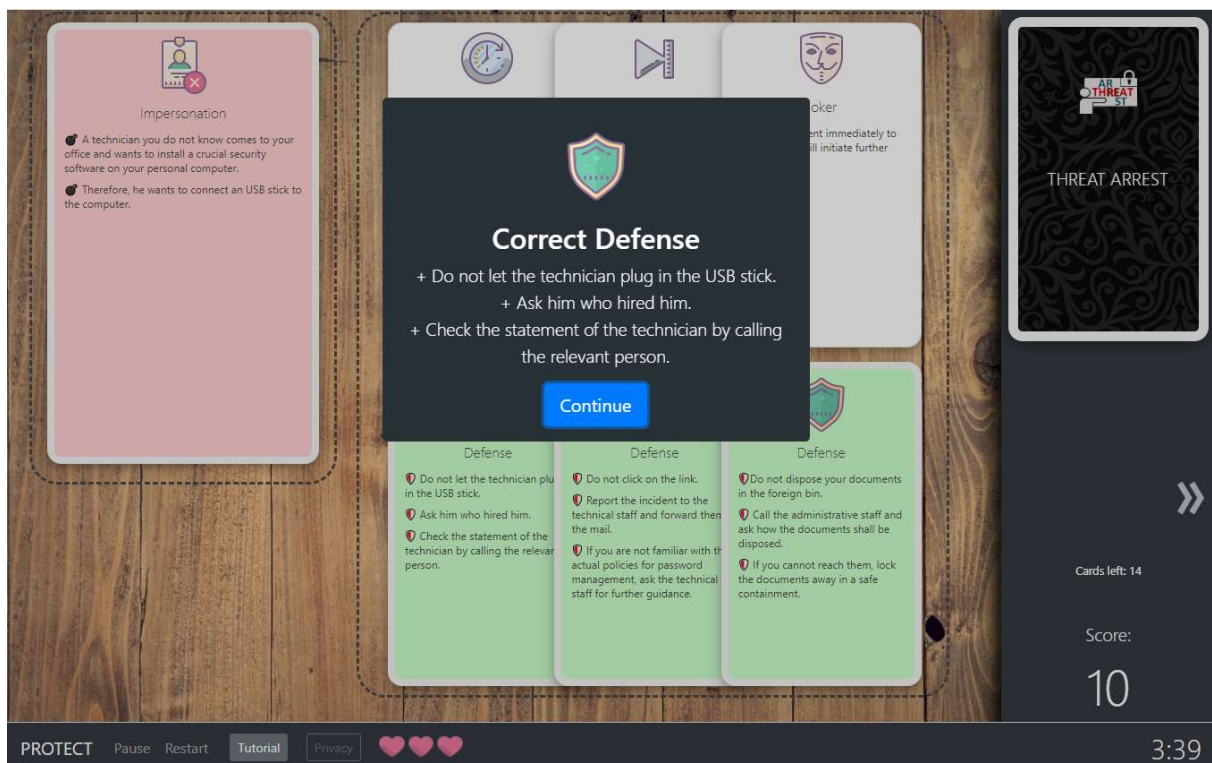 Impersonation
A technician you do not know comes to your
office and wants to install a crucial security
software on your personal computer.
Therefore, he wants to connect an USB stick to
the computer.
oker
ent immediately to
ill initiate further
Correct Defense
+ Do not let the technician plug in the USB stick.
+ Ask him who hired him.
+ Check the statement of the technician by calling
the relevant person.
Continue
Defense
Do not let the technician plu
in the USB stick.
Ask him who hired him.
Check the statement of the
technician by calling the relevan
person.
Defense
Do not click on the link.
Report the incident to the
technical staff and forward them
the mail.
If you are not familiar with th
actual policies for password
management, ask the technical
staff for further guidance.
Defense
Do not dispose your documents
in the foreign bin.
Call the administrative staff and
ask how the documents shall be
disposed.
If you cannot reach them, lock
the documents away in a safe
containment.
AR
THREAT
ST
THREAT ARREST
Cards left: 14
Score:
10
PROTECT Pause Restart Tutorial Privacy
3:39